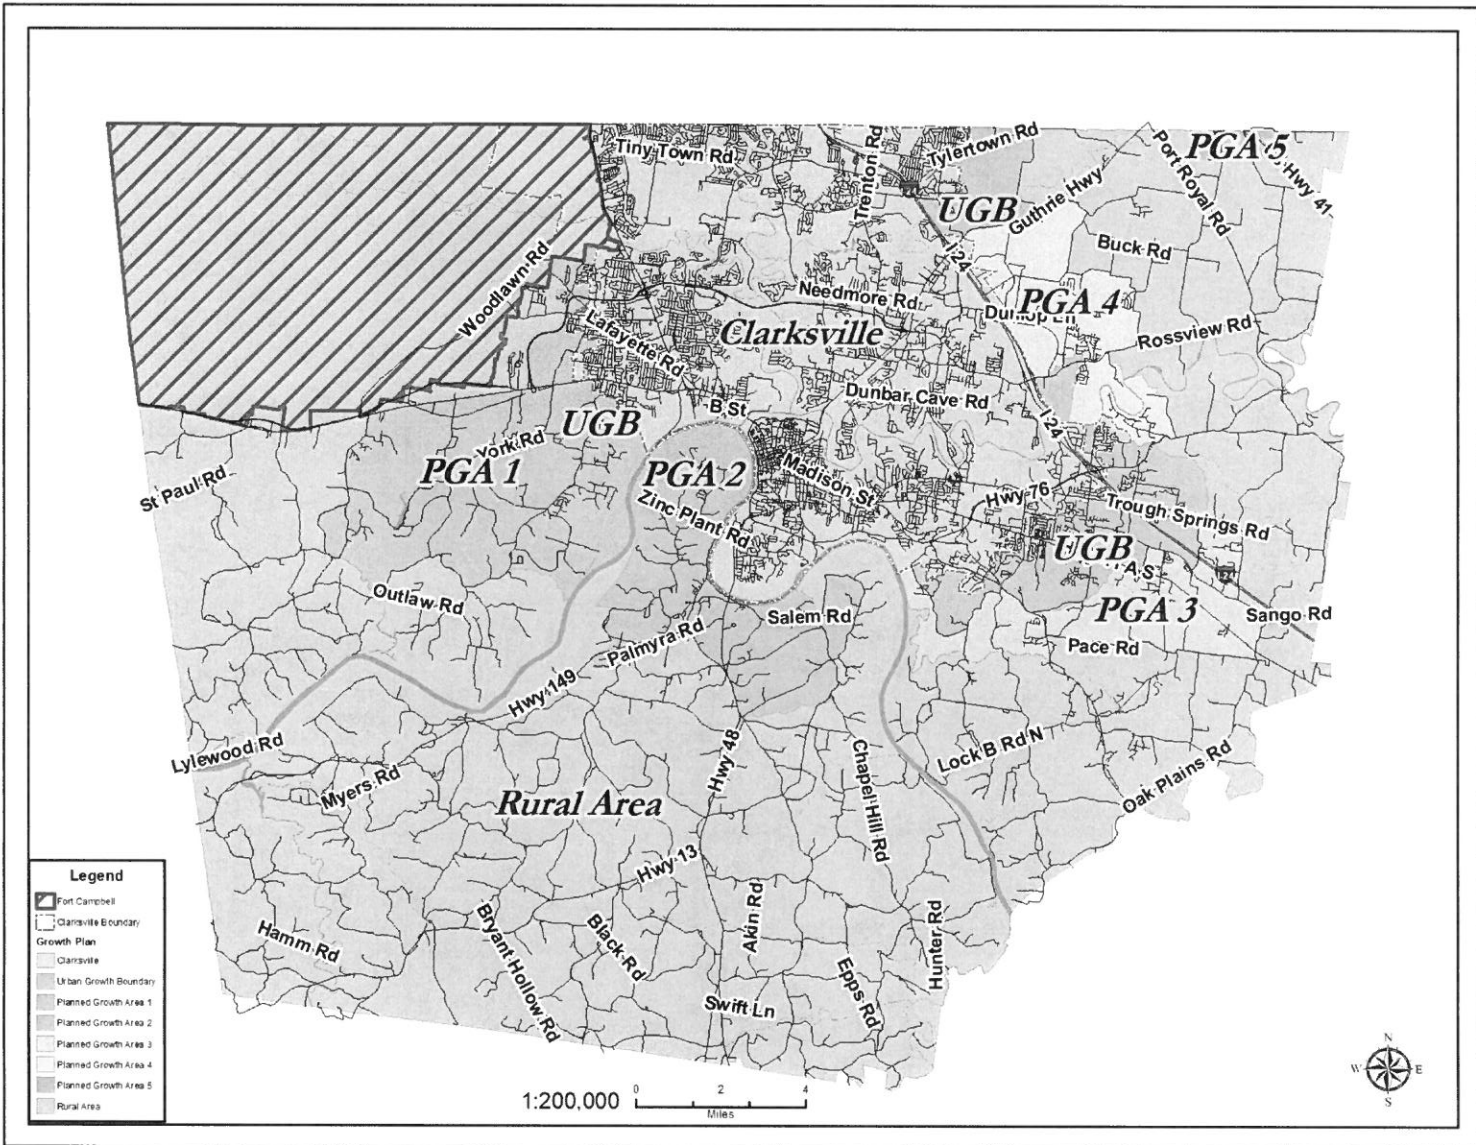 Tiny Town Rd
Trenton Rd
Tylertown Rd
Port Royal Rd
PGA 5
Hwy 41
UGB
Guthrie Hwy
Buck Rd
I-24
Woodlawn Rd
Needmore Rd
PGA 4
Dunlop Ln
Rossview Rd
Lafayette Rd
Clarksville
Dunbar Cave Rd
B St
I-24
UGB
York Rd
PGA 1
PGA 2
St Paul Rd
Madison St
Zinc Plant Rd
Hwy 76
Trough Springs Rd
UGB
A S
24
Outlaw Rd
Salem Rd
PGA 3
Sango Rd
Palmyra Rd
Pace Rd
Hwy 149
Lylewood Rd
Myers Rd
Hwy 48
Chapel Hill Rd
Lock B Rd N
Oak Plains Rd
Rural Area
Hwy 13
Hamm Rd
Bryant Hollow Rd
Black Rd
Akin Rd
Hunter Rd
Epps Rd
Swift Ln
Legend
Fort Campbell
Clarksville Boundary
Growth Plan
Clarksville
Urban Growth Boundary
Planned Growth Area 1
Planned Growth Area 2
Planned Growth Area 3
Planned Growth Area 4
Planned Growth Area 5
Rural Area
1:200,000
0 2 4
Miles
N
W E
S